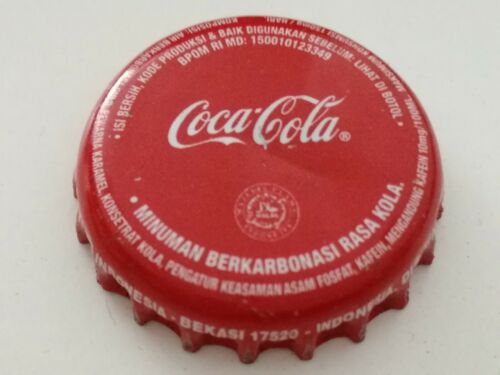 • ISI BERSIH, KODE PRODUKSI & BAIK DIGUNAKAN SEBELUM: LIHAT DI BOTOL •
BPOM RI MD: 150010123349
Coca-Cola®
• MINUMAN BERKARBONASI RASA KOLA.
KARAMEL, KONSETRAT KOLA, PENGATUR KEASAMAN ASAM FOSFAT, KAFEIN, MENGANDUNG KAFEIN 10mg/100ml.
INDONESIA - BEKASI 17520 - INDONESIA